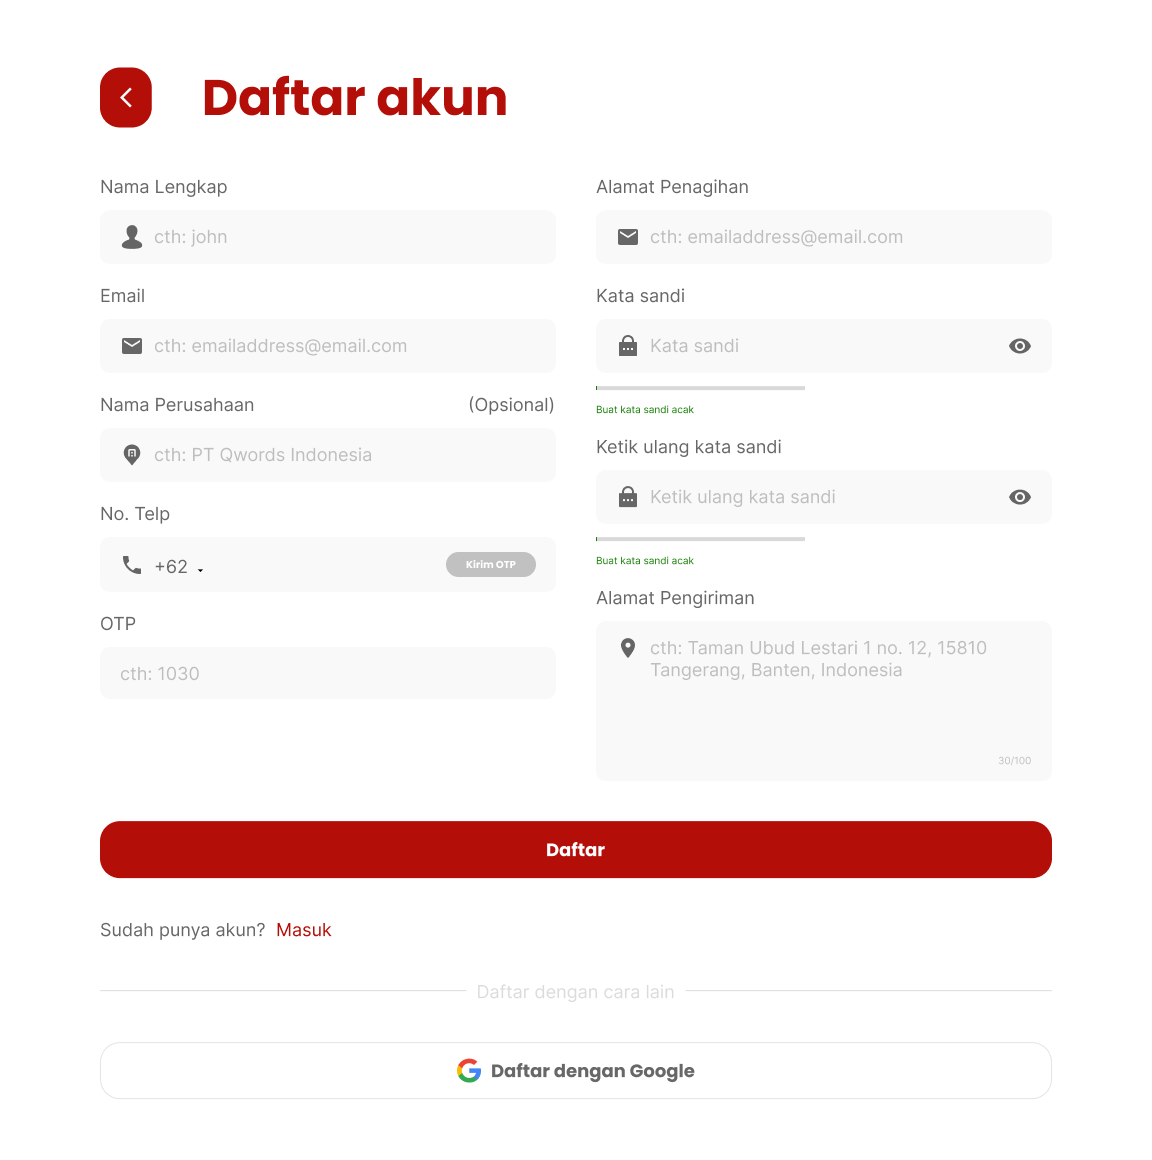 Daftar akun
Nama Lengkap
cth: john
Email
cth: emailaddress@email.com
Nama Perusahaan (Opsional)
cth: PT Qwords Indonesia
No. Telp
+62 Kirim OTP
OTP
cth: 1030
Alamat Penagihan
cth: emailaddress@email.com
Kata sandi
Kata sandi
Buat kata sandi acak
Ketik ulang kata sandi
Ketik ulang kata sandi
Buat kata sandi acak
Alamat Pengiriman
cth: Taman Ubud Lestari 1 no. 12, 15810
Tangerang, Banten, Indonesia
30/100
Daftar
Sudah punya akun? Masuk
Daftar dengan cara lain
Daftar dengan Google